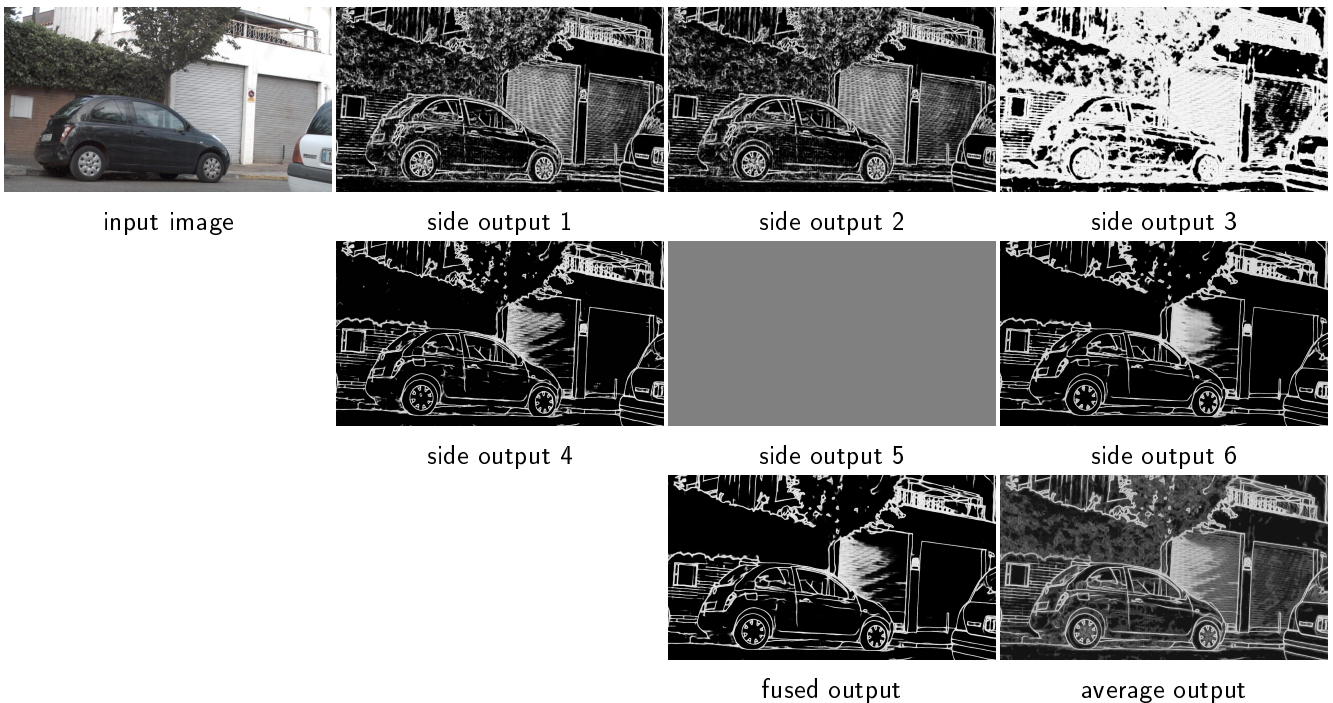 input image
side output 1
side output 2
side output 3
side output 4
side output 5
side output 6
fused output
average output